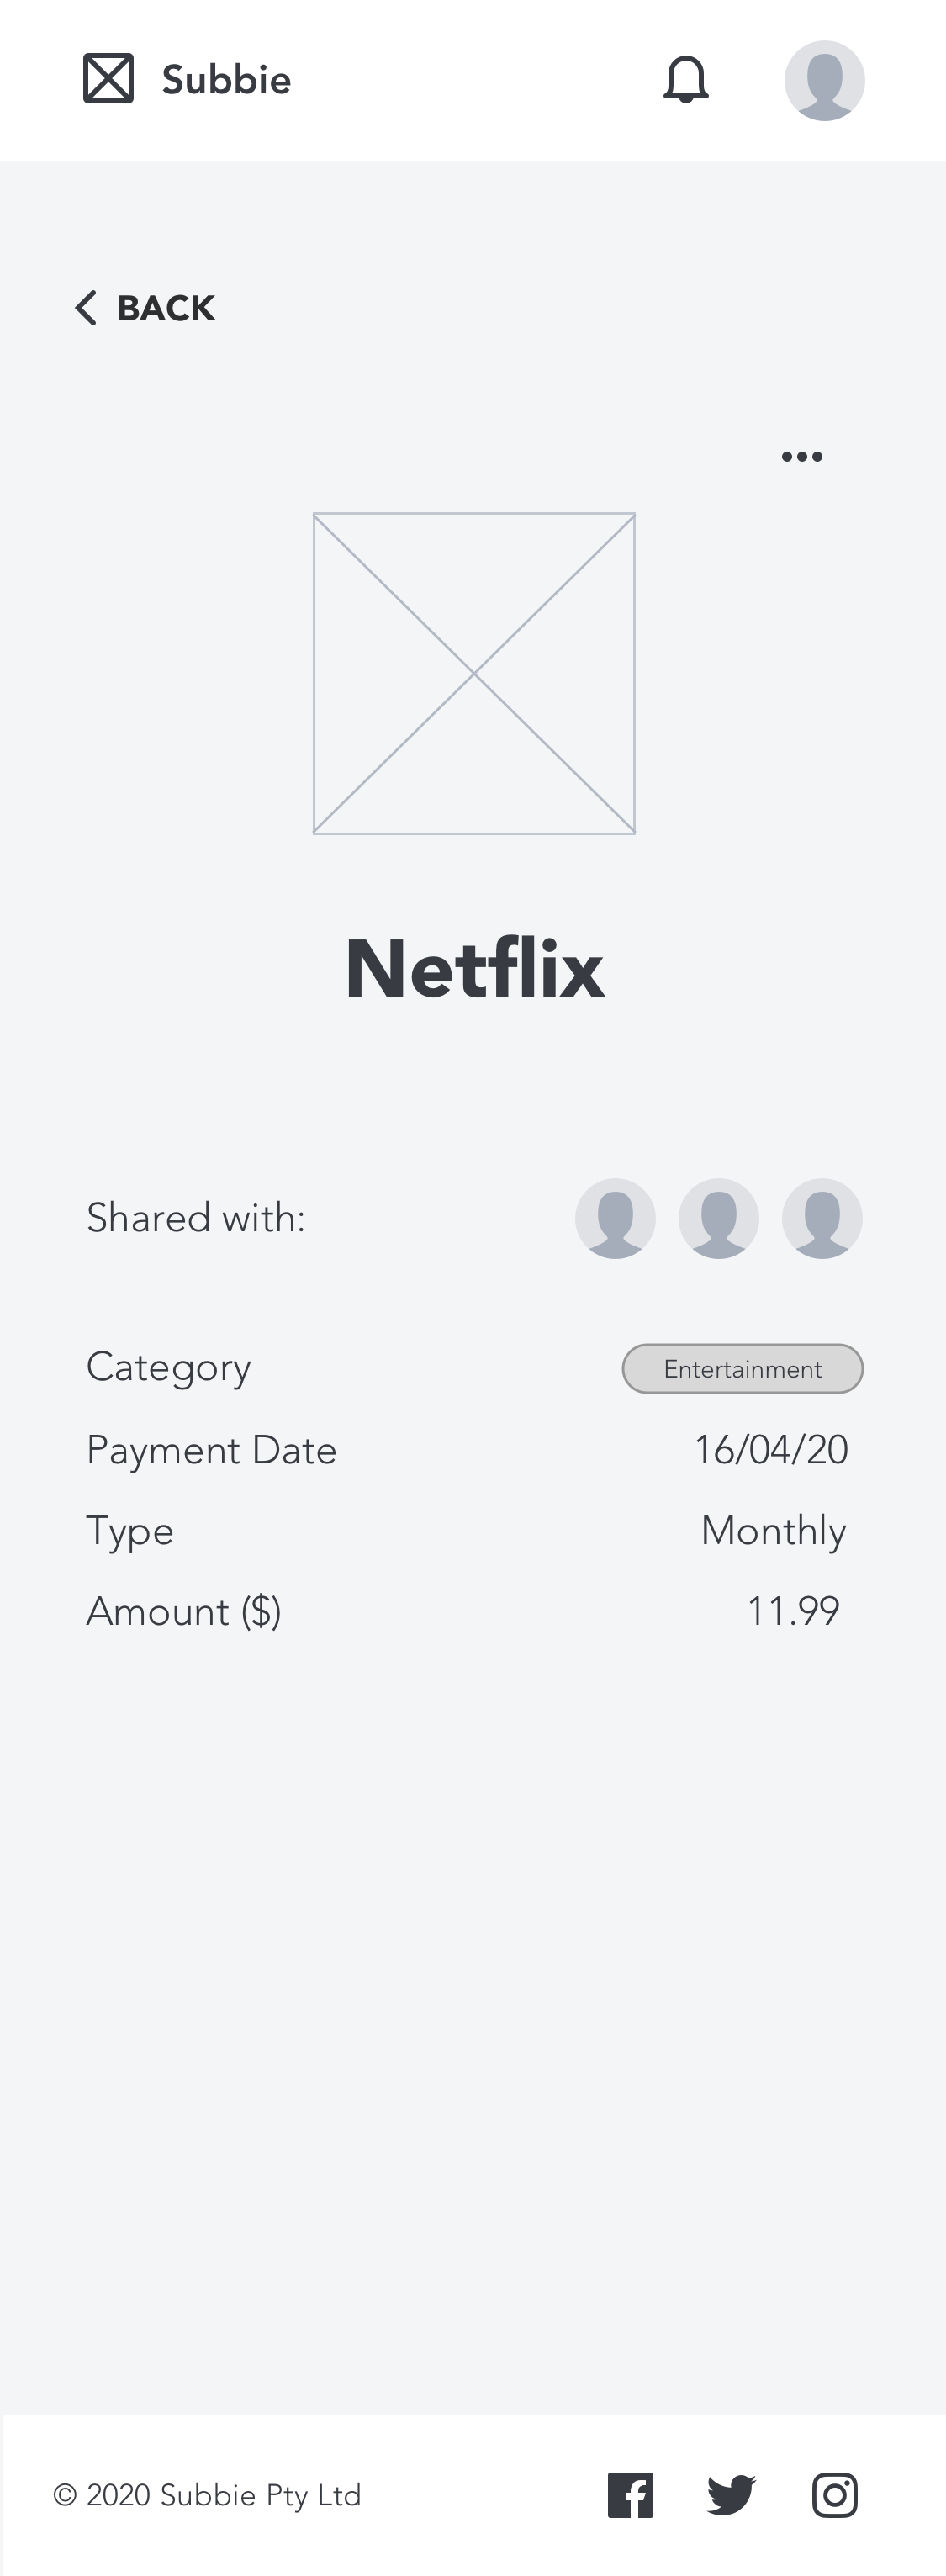 Subbie
BACK
Netflix
Shared with:
Category Entertainment
Payment Date 16/04/20
Type Monthly
Amount ($) 11.99
© 2020 Subbie Pty Ltd